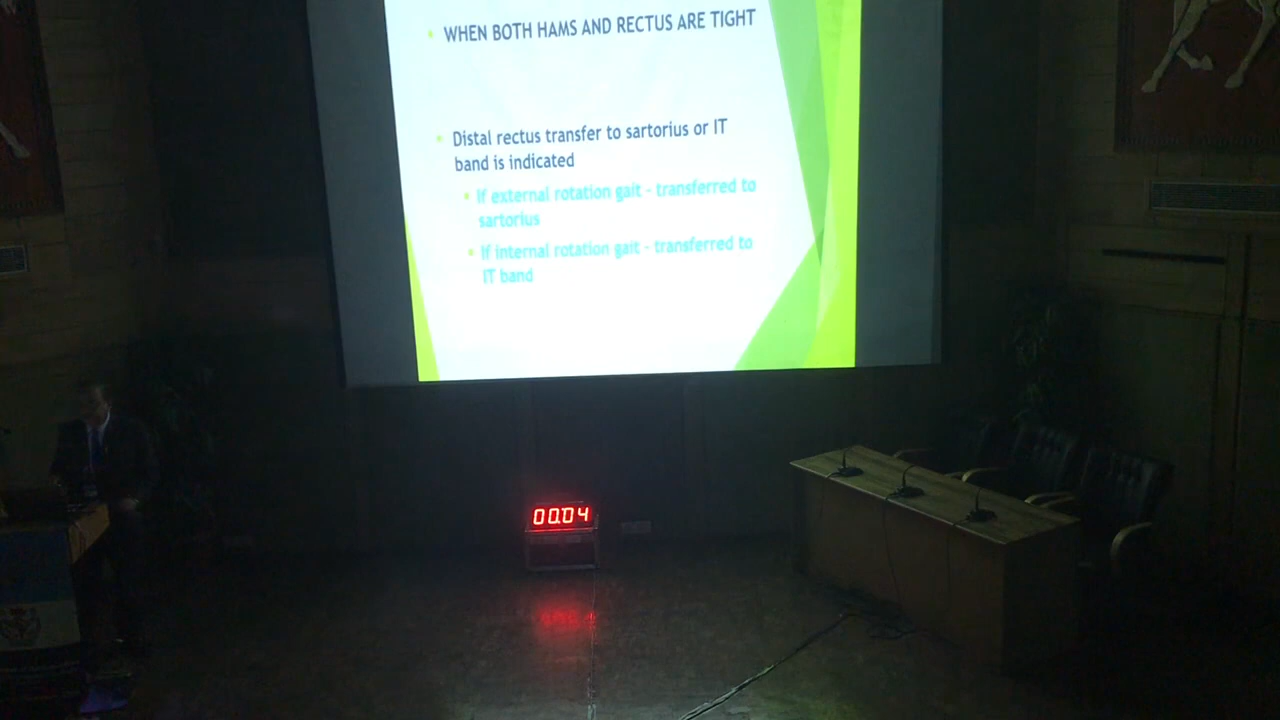 WHEN BOTH HAMS AND RECTUS ARE TIGHT
Distal rectus transfer to sartorius or IT
band is indicated
If external rotation gait - transferred to
sartorius
If internal rotation gait - transferred to
IT band
00:04